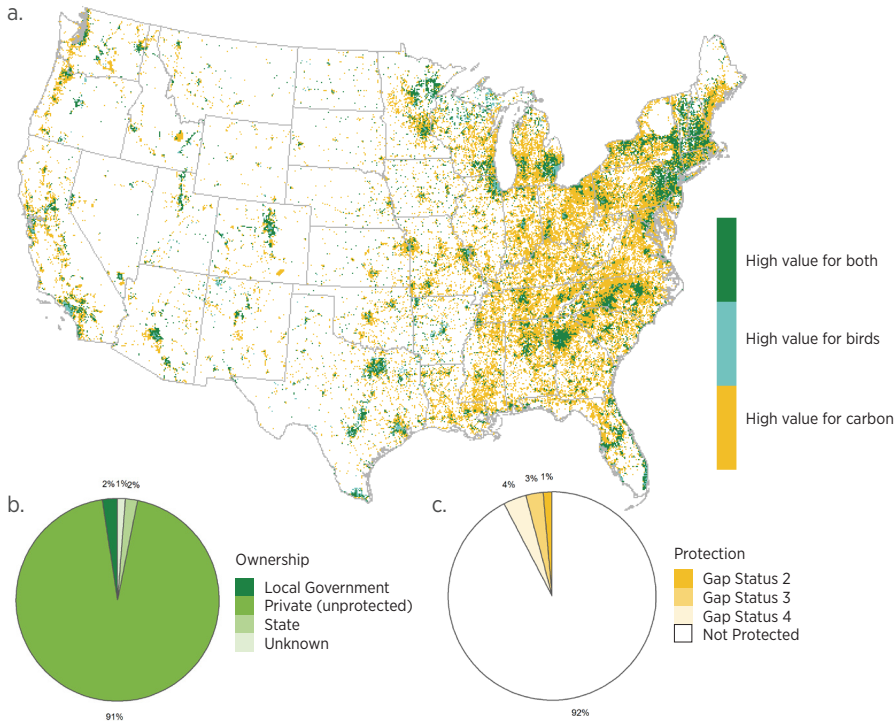 a.
High value for both
High value for birds
High value for carbon
b.
2%
1%
2%
91%
Ownership
Local Government
Private (unprotected)
State
Unknown
c.
4%
3%
1%
92%
Protection
Gap Status 2
Gap Status 3
Gap Status 4
Not Protected